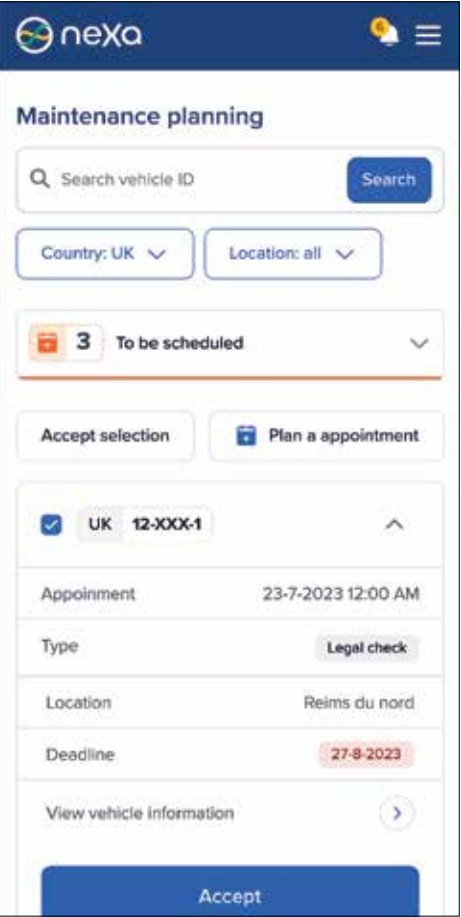 neXa
6
Maintenance planning
Search vehicle ID
Search
Country: UK
Location: all
3 To be scheduled
Accept selection
Plan a appointment
UK 12-XXX-1
Appoinment 23-7-2023 12:00 AM
Type Legal check
Location Reims du nord
Deadline 27-8-2023
View vehicle information
Accept